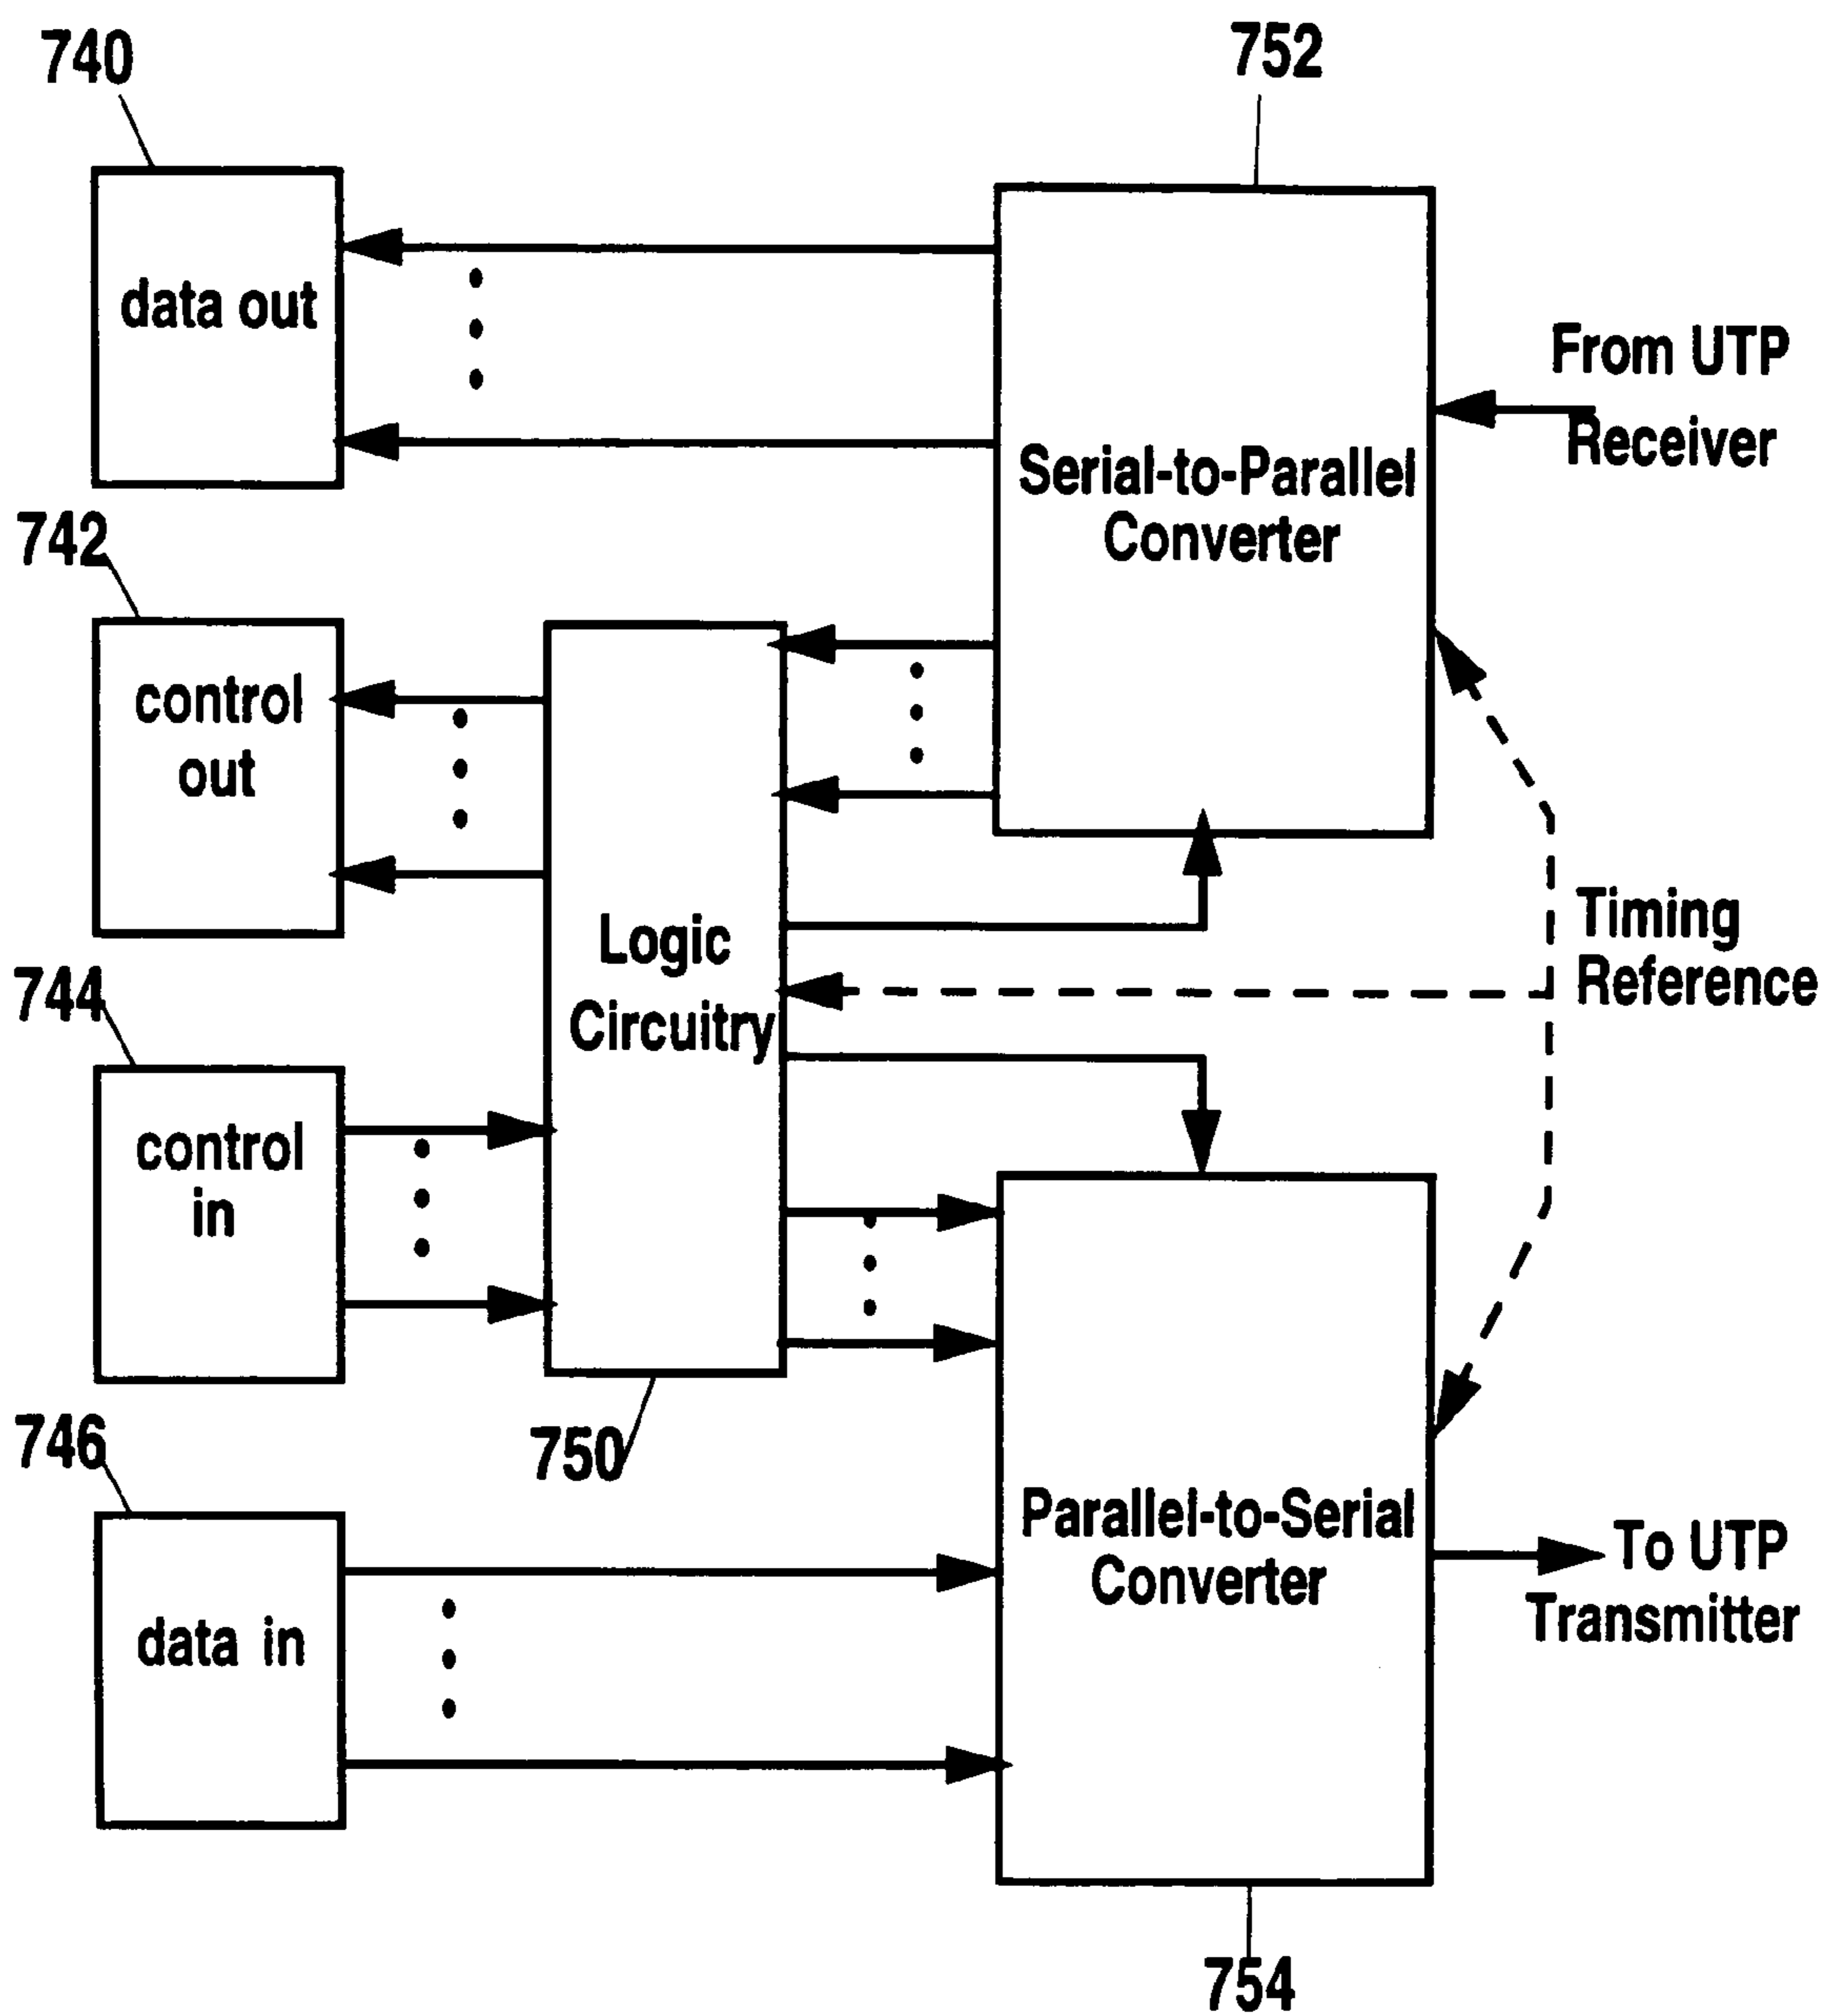 740
752
data out
From UTP
Receiver
Serial-to-Parallel
Converter
742
control
out
Logic
Circuitry
Timing
Reference
744
control
in
750
746
data in
Parallel-to-Serial
Converter
To UTP
Transmitter
754